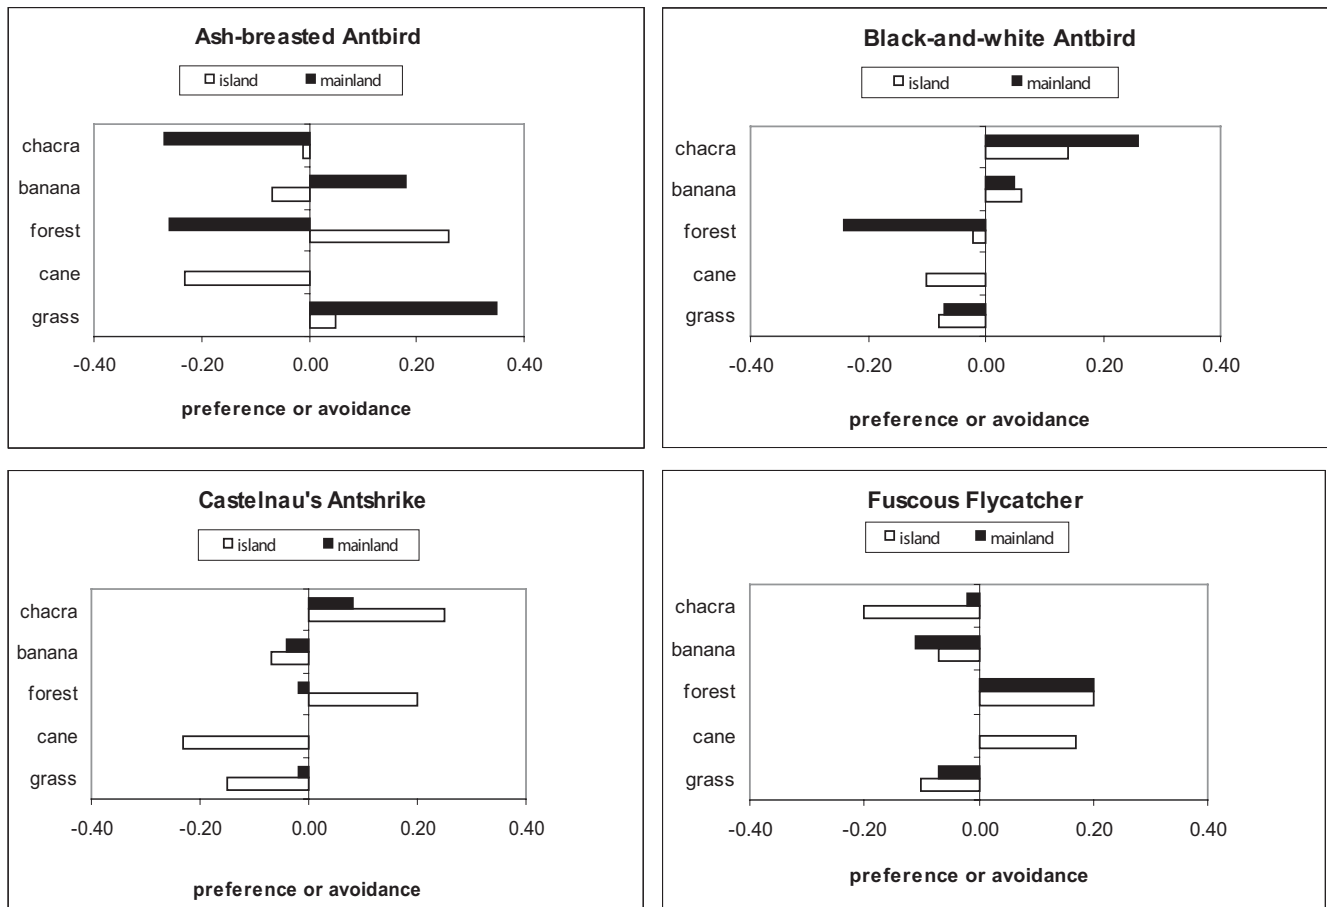 Ash-breasted Antbird
island mainland
chacra
banana
forest
cane
grass
-0.40 -0.20 0.00 0.20 0.40
preference or avoidance
Black-and-white Antbird
island mainland
chacra
banana
forest
cane
grass
-0.40 -0.20 0.00 0.20 0.40
preference or avoidance
Castelnau's Antshrike
island mainland
chacra
banana
forest
cane
grass
-0.40 -0.20 0.00 0.20 0.40
preference or avoidance
Fuscous Flycatcher
island mainland
chacra
banana
forest
cane
grass
-0.40 -0.20 0.00 0.20 0.40
preference or avoidance